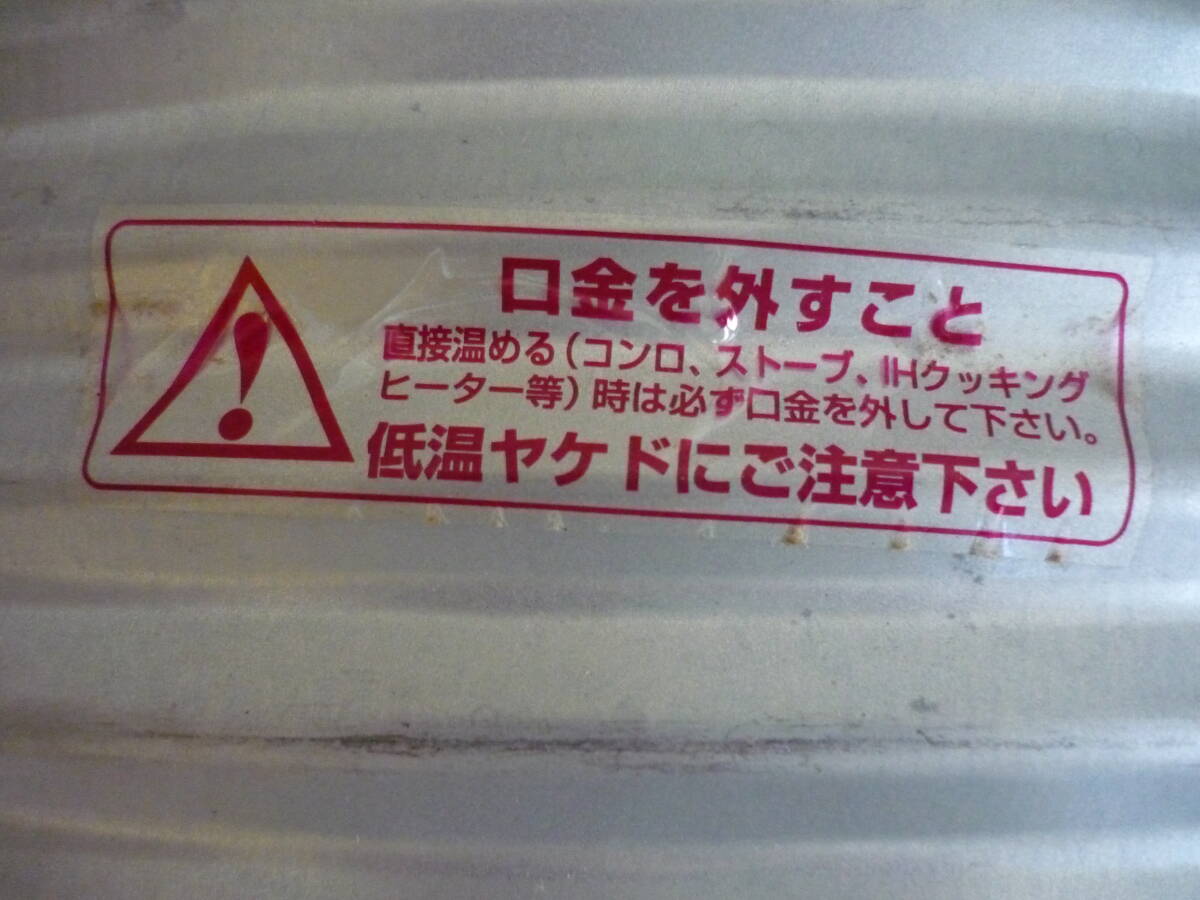 口金を外すこと
直接温める(コンロ、ストーブ、IHクッキング
ヒーター等)時は必ず口金を外して下さい。
低温ヤケドにご注意下さい